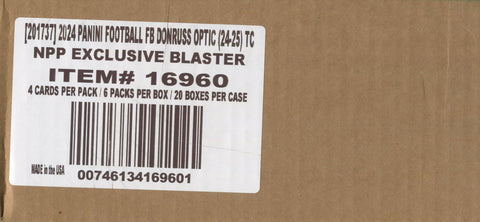 [201737] 2024 PANINI FOOTBALL FB DONRUSS OPTIC (24-25) TC
NPP EXCLUSIVE BLASTER
ITEM# 16960
4 CARDS PER PACK / 6 PACKS PER BOX / 20 BOXES PER CASE
MADE in the USA
00746134169601